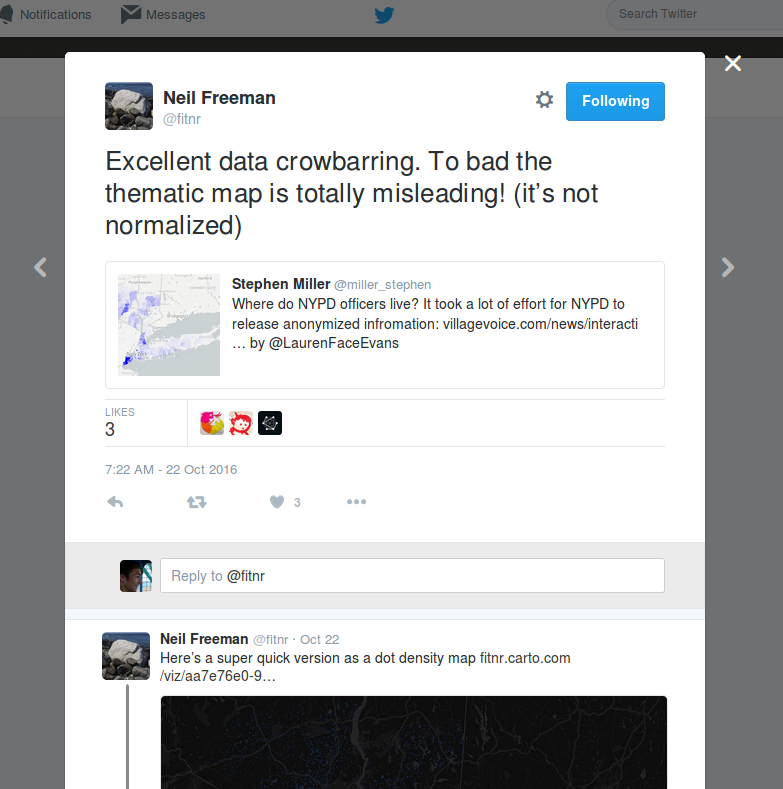 Notifications
Messages
Search Twitter
Neil Freeman
@fitnr
Following
Excellent data crowbarring. To bad the
thematic map is totally misleading! (it’s not
normalized)
Stephen Miller @miller_stephen
Where do NYPD officers live? It took a lot of effort for NYPD to
release anonymized infromation: villagevoice.com/news/interacti
… by @LaurenFaceEvans
LIKES
3
7:22 AM - 22 Oct 2016
3
Reply to @fitnr
Neil Freeman @fitnr · Oct 22
Here’s a super quick version as a dot density map fitnr.carto.com
/viz/aa7e76e0-9…